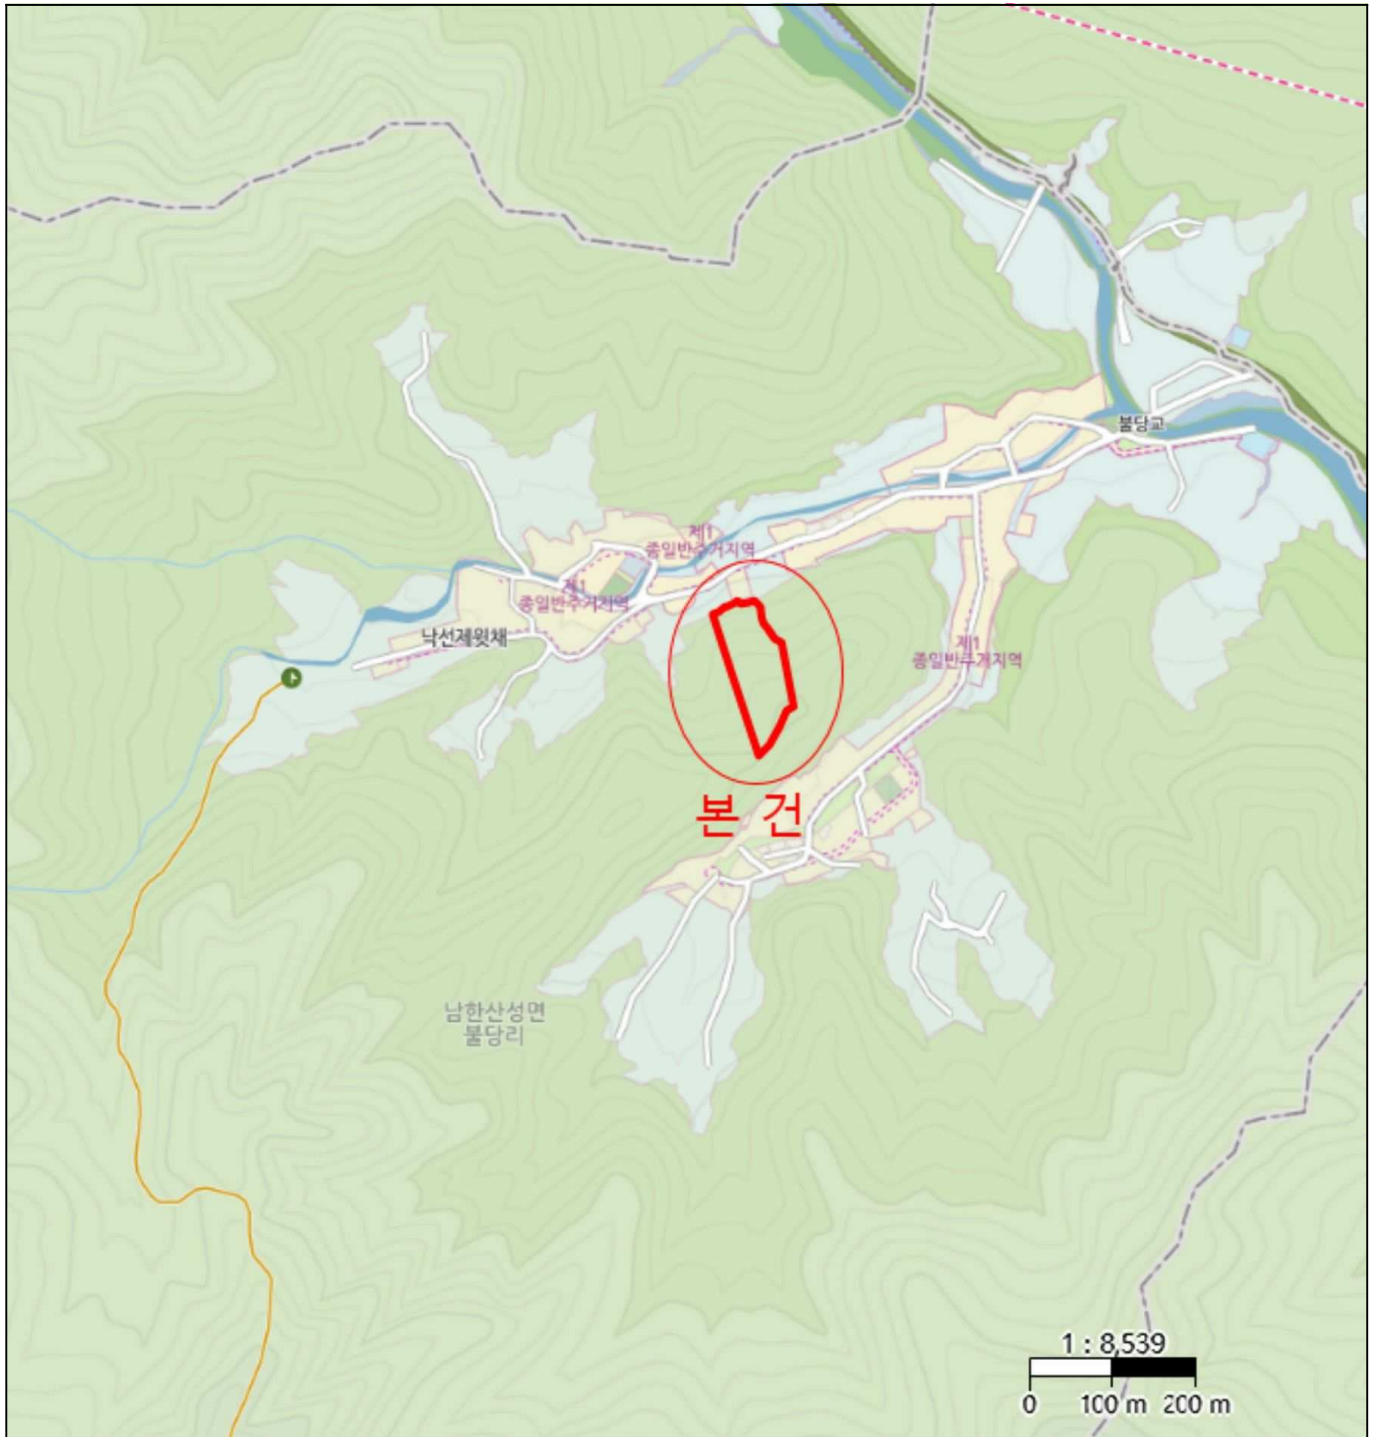 불당교
제1
종일반주거지역
제1
종일반주거지역
낙선제윗채
제1
종일반주거지역
본 건
남한산성면
불당리
1 : 8,539
0 100 m 200 m